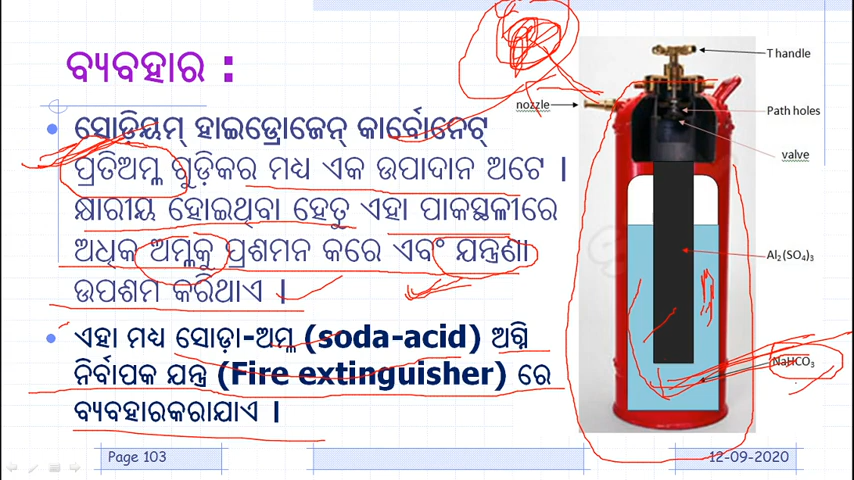 ବ୍ୟବହାର :
ସୋଡିୟମ୍ ହାଇଡ୍ରୋଜେନ୍ କାର୍ବୋନେଟ୍
ପ୍ରତିଅମ୍ଳ ଗୁଡ଼ିକର ମଧ୍ୟ ଏକ ଉପାଦାନ ଅଟେ |
କ୍ଷାରୀୟ ହୋଇଥିବା ହେତୁ ଏହା ପାକସ୍ଥଳୀରେ
ଅଧିକ ଅମ୍ଳକୁ ପ୍ରଶମନ କରେ ଏବଂ ଯନ୍ତ୍ରଣା
ଉପଶମ କରିଥାଏ |
ଏହା ମଧ୍ୟ ସୋଡ଼ା-ଅମ୍ଳ (soda-acid) ଅଗ୍ନି
ନିର୍ବାପକ ଯନ୍ତ୍ର (Fire extinguisher) ରେ
ବ୍ୟବହାରକରାଯାଏ |
T handle
nozzle
Path holes
valve
Al₂(SO₄)₃
NaHCO₃
Page 103
12-09-2020